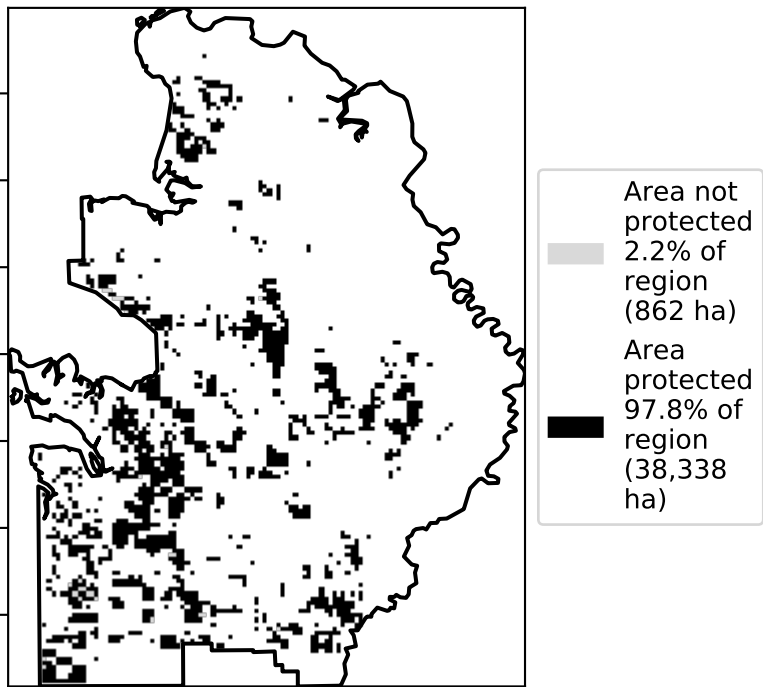 Area not
protected
2.2% of
region
(862 ha)
Area
protected
97.8% of
region
(38,338
ha)